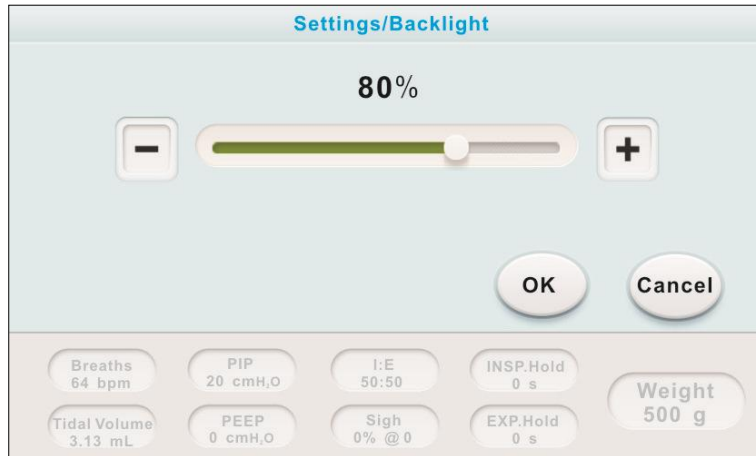 Settings/Backlight
80%
−
+
OK
Cancel
Breaths
64 bpm
PIP
20 cmH₂O
I:E
50:50
INSP.Hold
0 s
Weight
500 g
Tidal Volume
3.13 mL
PEEP
0 cmH₂O
Sigh
0% @ 0
EXP.Hold
0 s